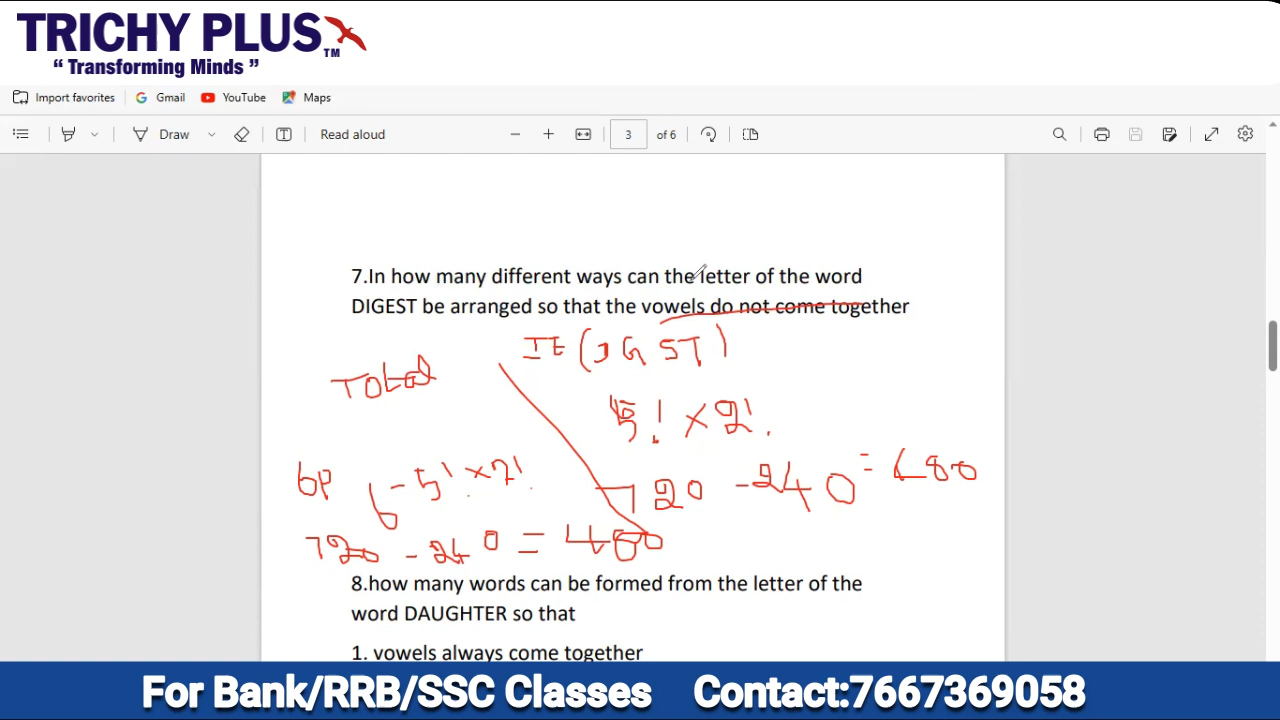 TRICHY PLUS
TM
“ Transforming Minds ”
Import favorites Gmail YouTube Maps
Draw Read aloud 3 of 6
7.In how many different ways can the letter of the word
DIGEST be arranged so that the vowels do not come together
IE (DGST)
Total
5! × 2!
720 - 240 = 480
6P 6 - 5! × 2!
720 - 240 = 480
8.how many words can be formed from the letter of the
word DAUGHTER so that
1. vowels always come together
For Bank/RRB/SSC Classes Contact:7667369058